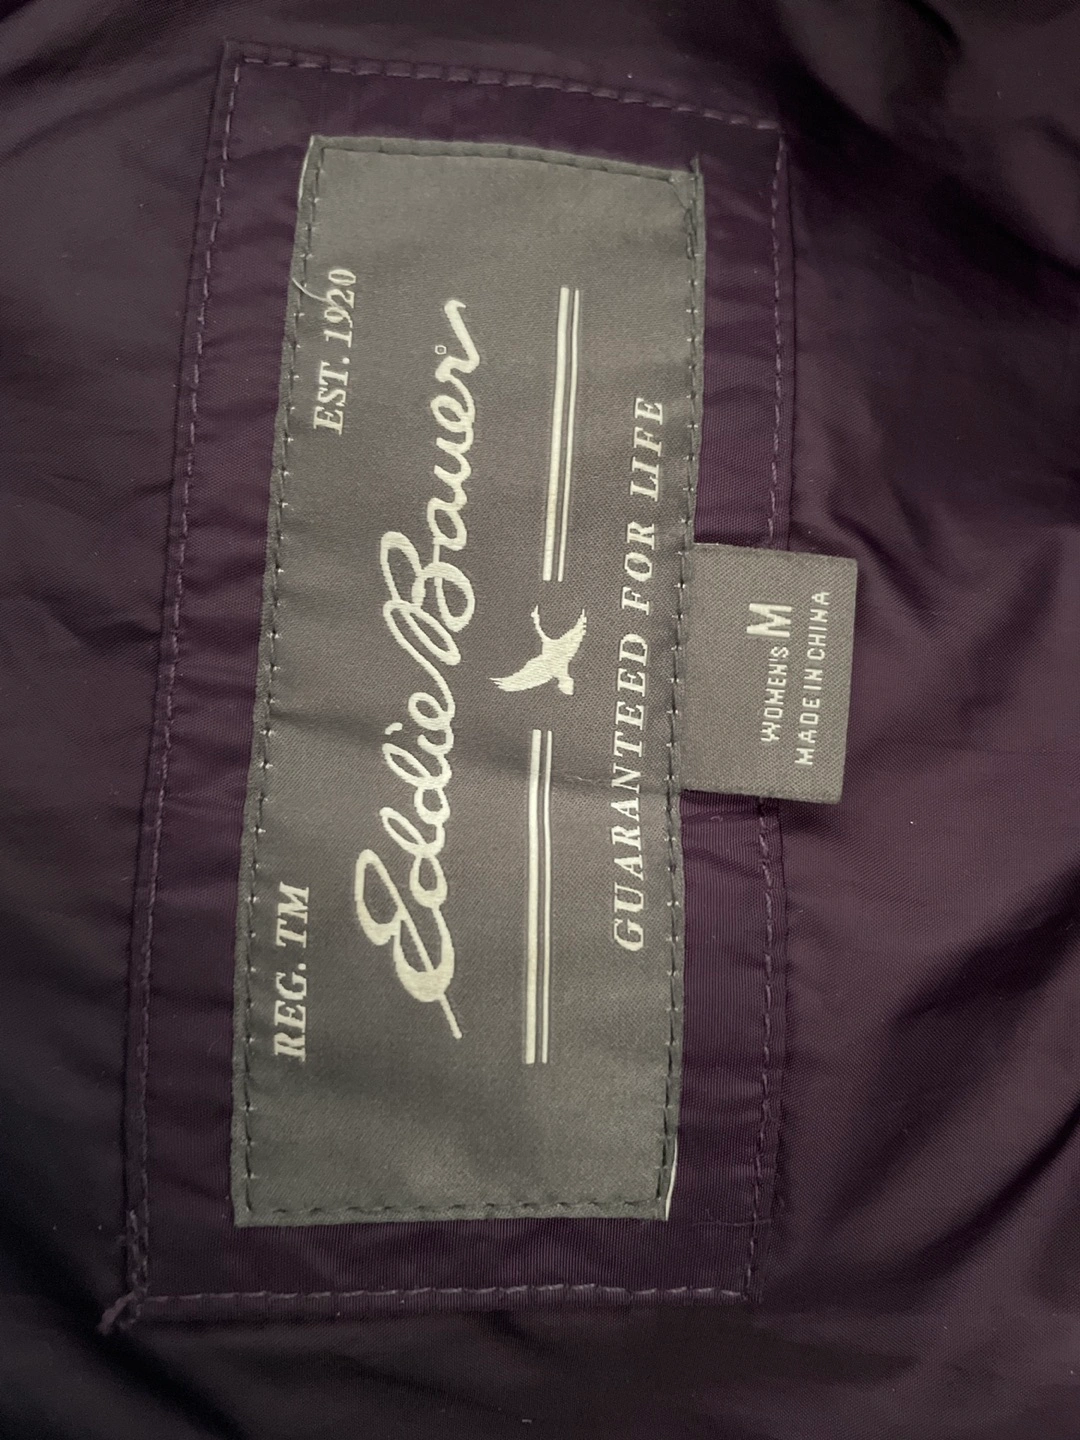 REG. TM EST. 1920
Eddie Bauer
GUARANTEED FOR LIFE
WOMEN'S M
MADE IN CHINA